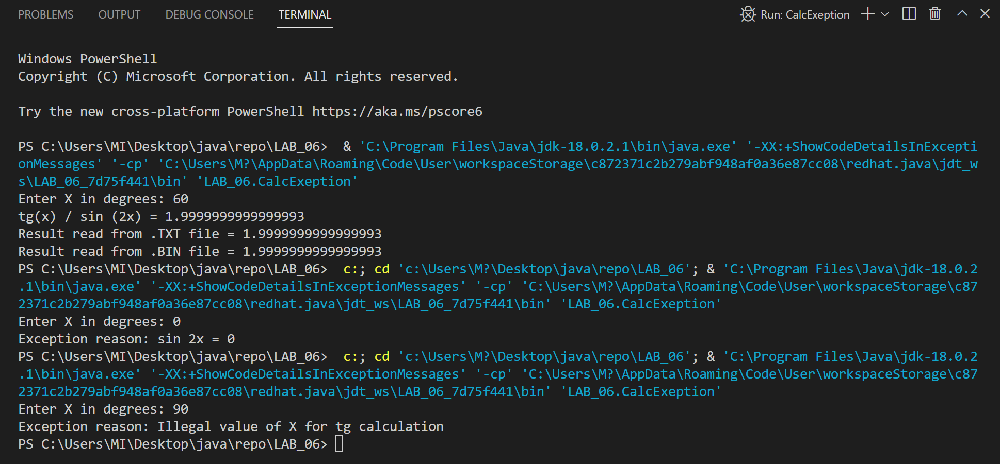 PROBLEMS OUTPUT DEBUG CONSOLE TERMINAL Run: CalcExeption
Windows PowerShell
Copyright (C) Microsoft Corporation. All rights reserved.
Try the new cross-platform PowerShell https://aka.ms/pscore6
PS C:\Users\MI\Desktop\java\repo\LAB_06>  & 'C:\Program Files\Java\jdk-18.0.2.1\bin\java.exe' '-XX:+ShowCodeDetailsInExcepti
onMessages' '-cp' 'C:\Users\M?\AppData\Roaming\Code\User\workspaceStorage\c872371c2b279abf948af0a36e87cc08\redhat.java\jdt_w
s\LAB_06_7d75f441\bin' 'LAB_06.CalcExeption'
Enter X in degrees: 60
tg(x) / sin (2x) = 1.9999999999999993
Result read from .TXT file = 1.9999999999999993
Result read from .BIN file = 1.9999999999999993
PS C:\Users\MI\Desktop\java\repo\LAB_06>  c:; cd 'c:\Users\M?\Desktop\java\repo\LAB_06'; & 'C:\Program Files\Java\jdk-18.0.2
.1\bin\java.exe' '-XX:+ShowCodeDetailsInExceptionMessages' '-cp' 'C:\Users\M?\AppData\Roaming\Code\User\workspaceStorage\c87
2371c2b279abf948af0a36e87cc08\redhat.java\jdt_ws\LAB_06_7d75f441\bin' 'LAB_06.CalcExeption'
Enter X in degrees: 0
Exception reason: sin 2x = 0
PS C:\Users\MI\Desktop\java\repo\LAB_06>  c:; cd 'c:\Users\M?\Desktop\java\repo\LAB_06'; & 'C:\Program Files\Java\jdk-18.0.2
.1\bin\java.exe' '-XX:+ShowCodeDetailsInExceptionMessages' '-cp' 'C:\Users\M?\AppData\Roaming\Code\User\workspaceStorage\c87
2371c2b279abf948af0a36e87cc08\redhat.java\jdt_ws\LAB_06_7d75f441\bin' 'LAB_06.CalcExeption'
Enter X in degrees: 90
Exception reason: Illegal value of X for tg calculation
PS C:\Users\MI\Desktop\java\repo\LAB_06>